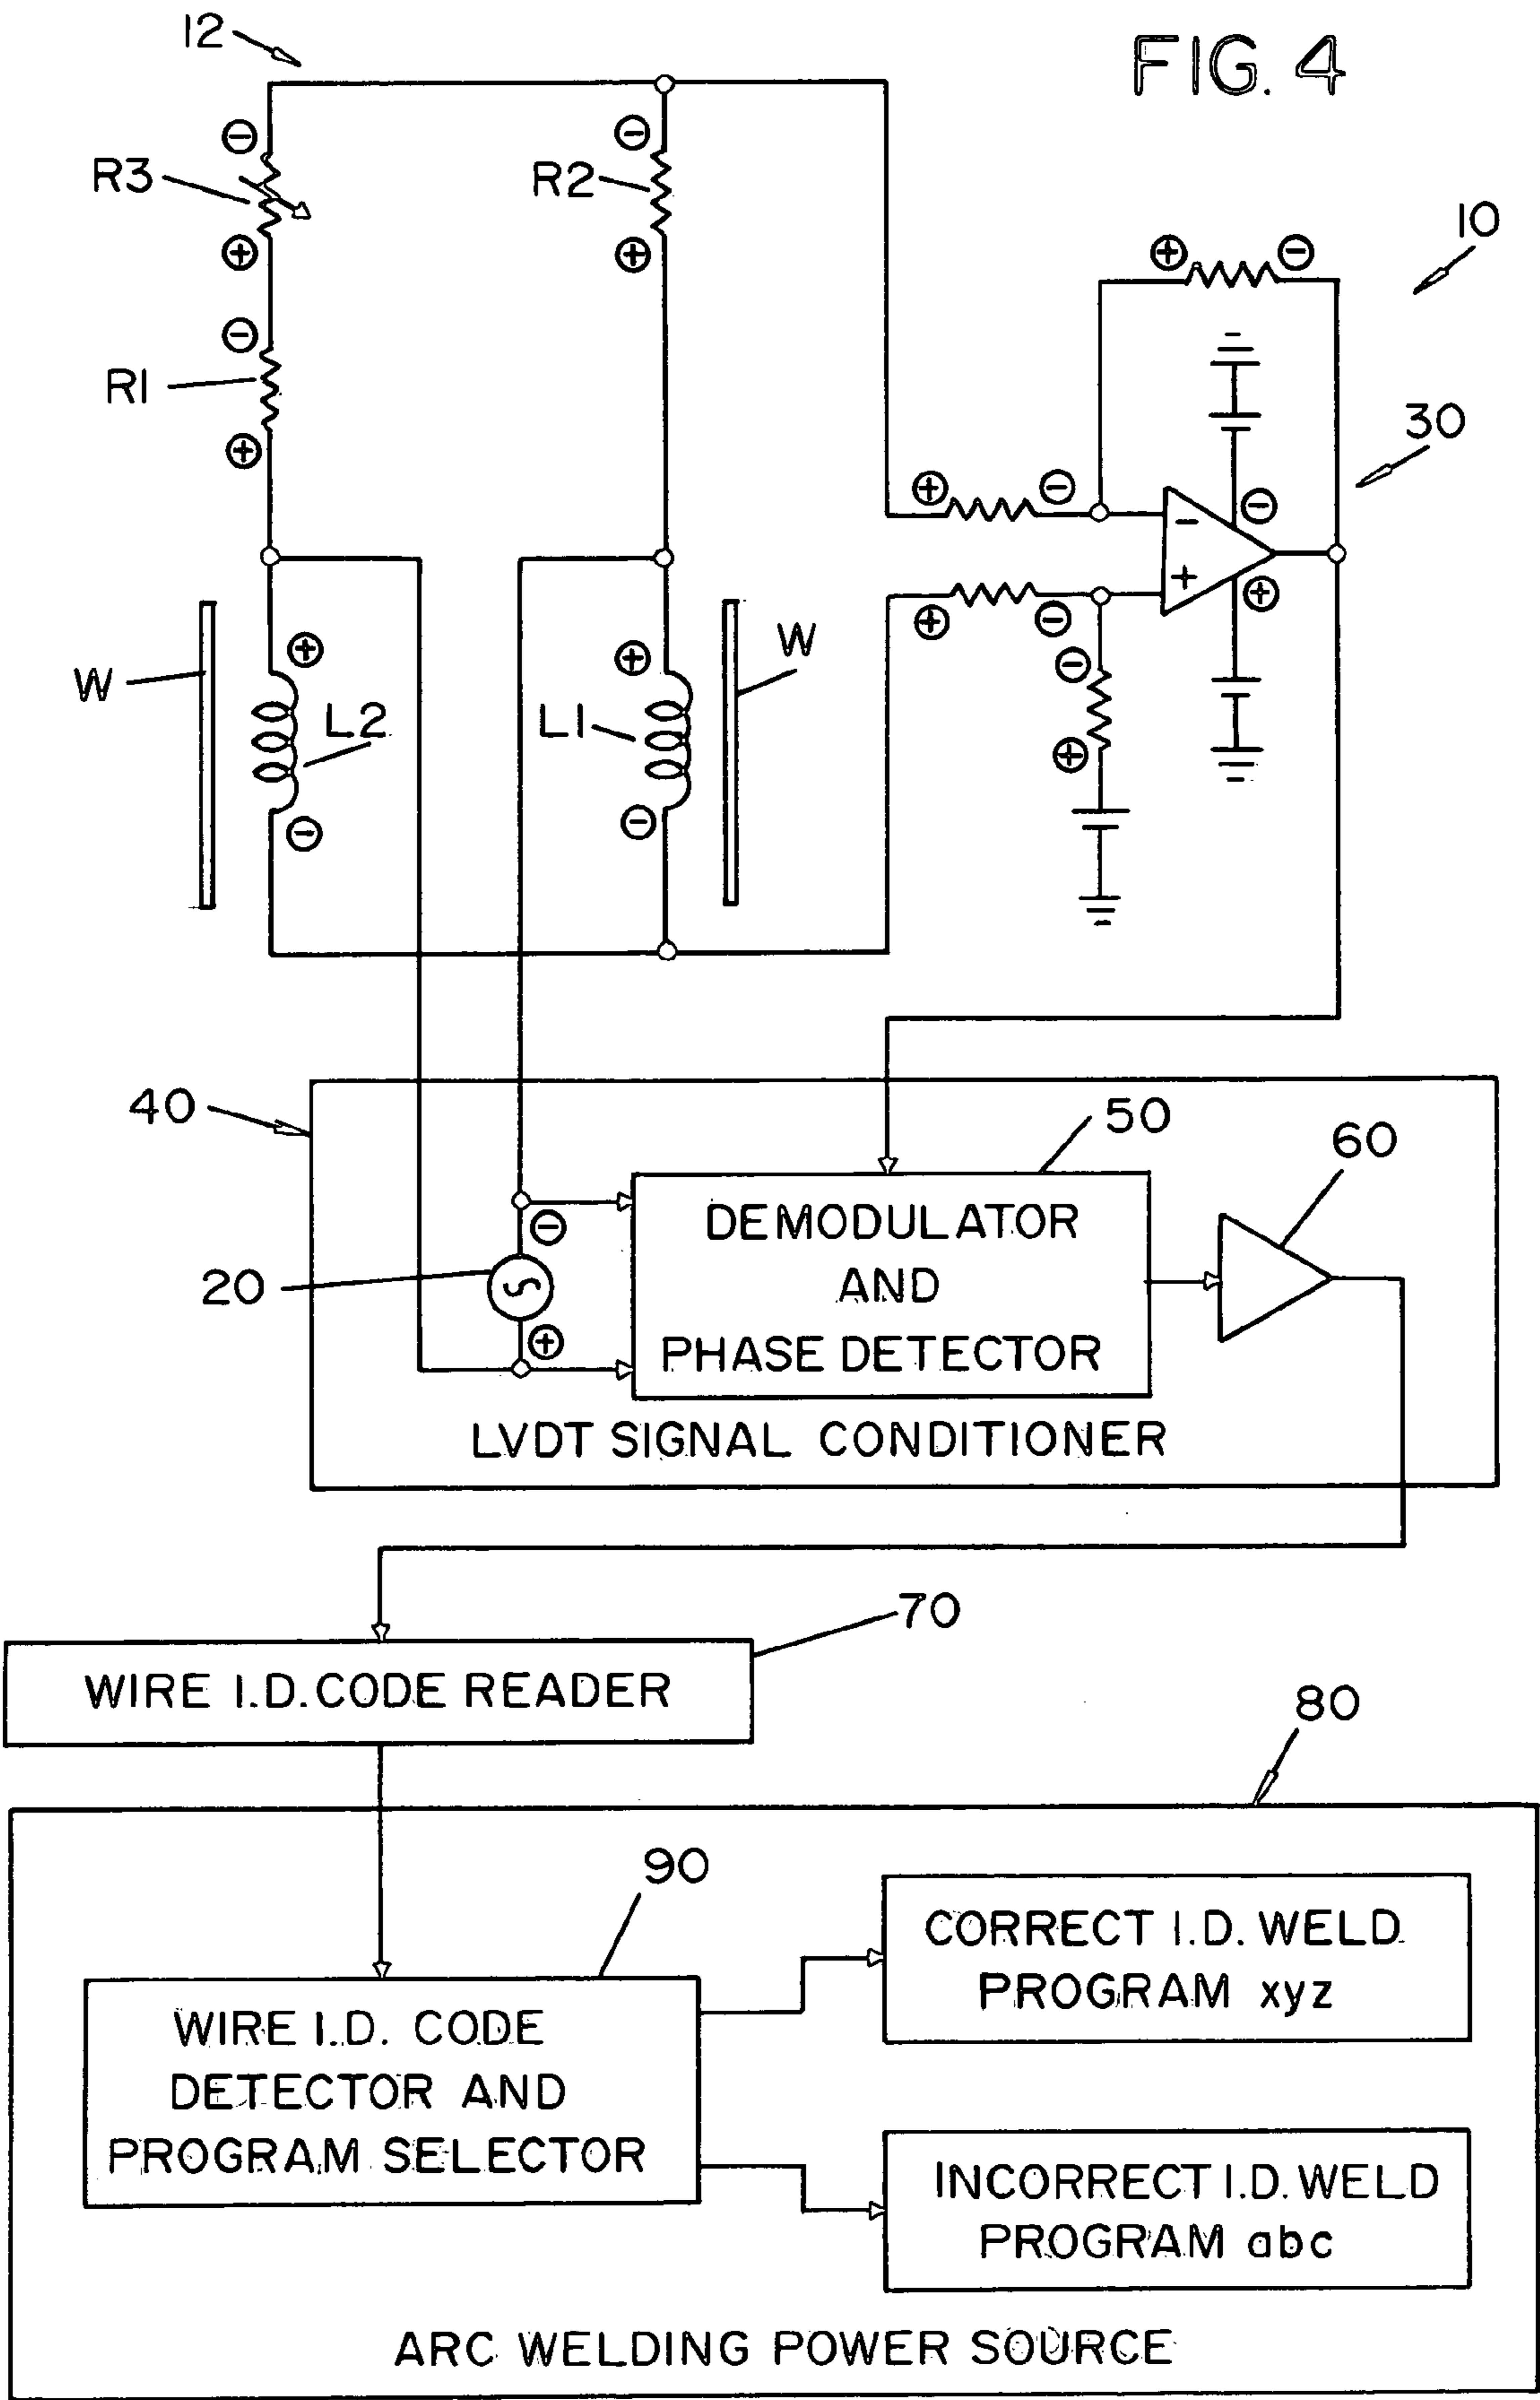 FIG. 4
12
R3
R2
10
R1
30
W
L2
L1
W
40
50
60
20
DEMODULATOR
AND
PHASE DETECTOR
LVDT SIGNAL CONDITIONER
70
WIRE I.D. CODE READER
80
90
WIRE I.D. CODE
DETECTOR AND
PROGRAM SELECTOR
CORRECT I.D. WELD
PROGRAM xyz
INCORRECT I.D. WELD
PROGRAM abc
ARC WELDING POWER SOURCE